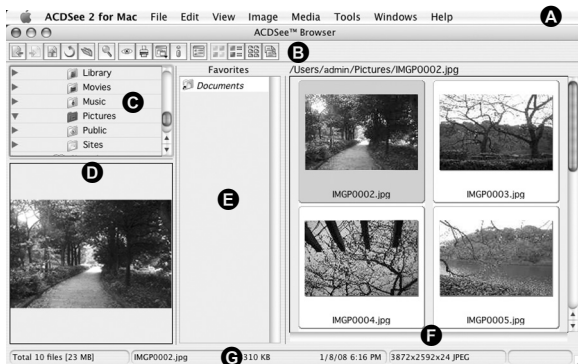 ACDSee 2 for Mac File Edit View Image Media Tools Windows Help A
ACDSee™ Browser
B
Favorites /Users/admin/Pictures/IMGP0002.jpg
Library
Movies
Music
Pictures
Public
Sites
C
Documents
D
E
IMGP0002.jpg IMGP0003.jpg
IMGP0004.jpg IMGP0005.jpg
F
Total 10 files [23 MB] IMGP0002.jpg G 310 KB 1/8/08 6:16 PM 3872x2592x24 JPEG